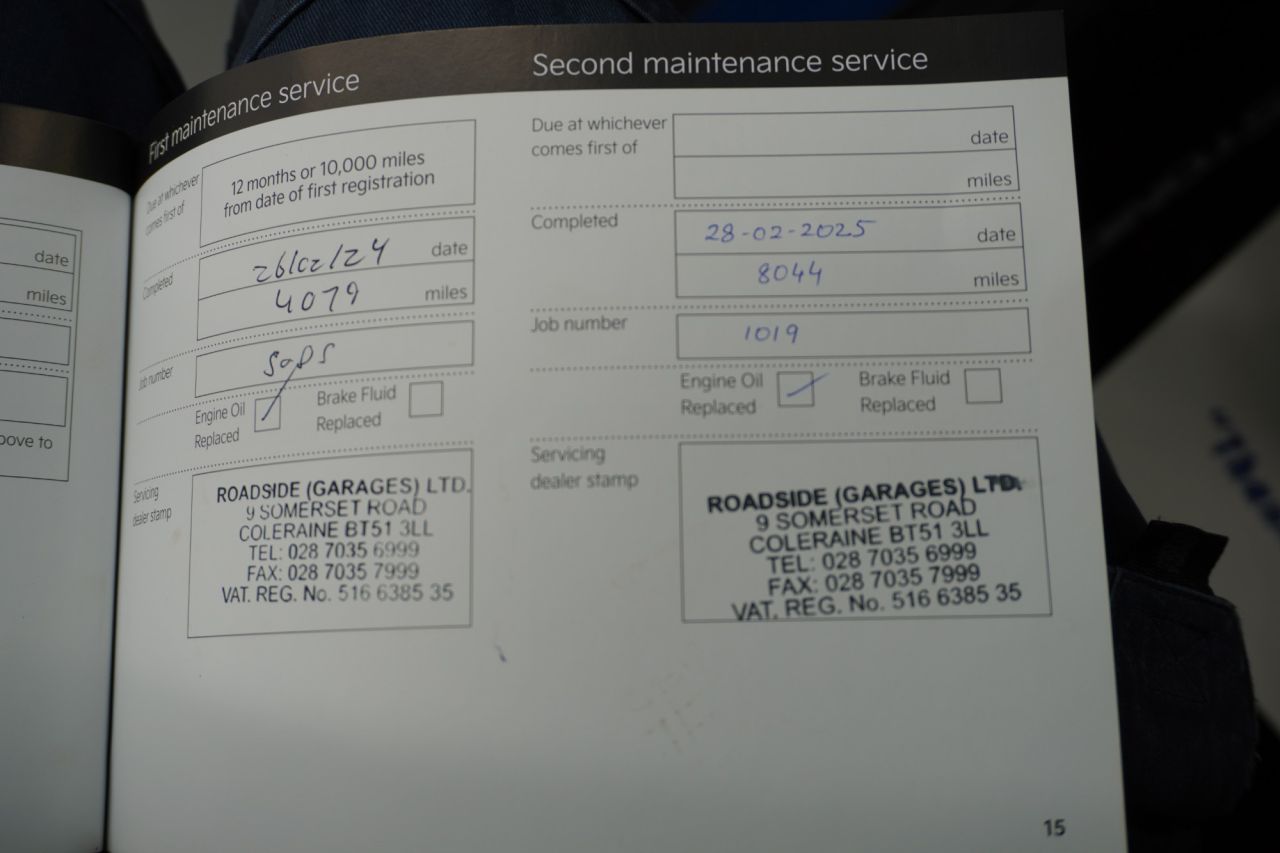 date
miles
bove to
First maintenance service
Due at whichever
comes first of
12 months or 10,000 miles
from date of first registration
Completed
26/02/24 date
4079 miles
Job number
Engine Oil
Replaced
Brake Fluid
Replaced
Servicing
dealer stamp
ROADSIDE (GARAGES) LTD.
9 SOMERSET ROAD
COLERAINE BT51 3LL
TEL: 028 7035 6999
FAX: 028 7035 7999
VAT. REG. No. 516 6385 35
Second maintenance service
Due at whichever
comes first of
date
miles
Completed
28-02-2025 date
8044 miles
Job number
1019
Engine Oil
Replaced
Brake Fluid
Replaced
Servicing
dealer stamp
ROADSIDE (GARAGES) LTD.
9 SOMERSET ROAD
COLERAINE BT51 3LL
TEL: 028 7035 6999
FAX: 028 7035 7999
VAT. REG. No. 516 6385 35
15